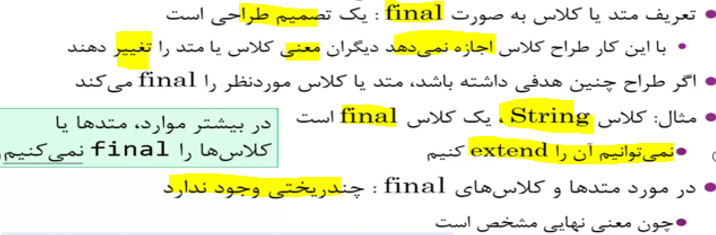 تعریف متد یا کلاس به صورت final : یک تصمیم طراحی است
با این کار طراح کلاس اجازه نمی‌دهد دیگران معنی کلاس یا متد را تغییر دهند
اگر طراح چنین هدفی داشته باشد، متد یا کلاس موردنظر را final می‌کند
مثال: کلاس String ، یک کلاس final است
نمی‌توانیم آن را extend کنیم
در بیشتر موارد، متدها یا
کلاس‌ها را final نمی‌کنیم
در مورد متدها و کلاس‌های final : چندریختی وجود ندارد
چون معنی نهایی مشخص است